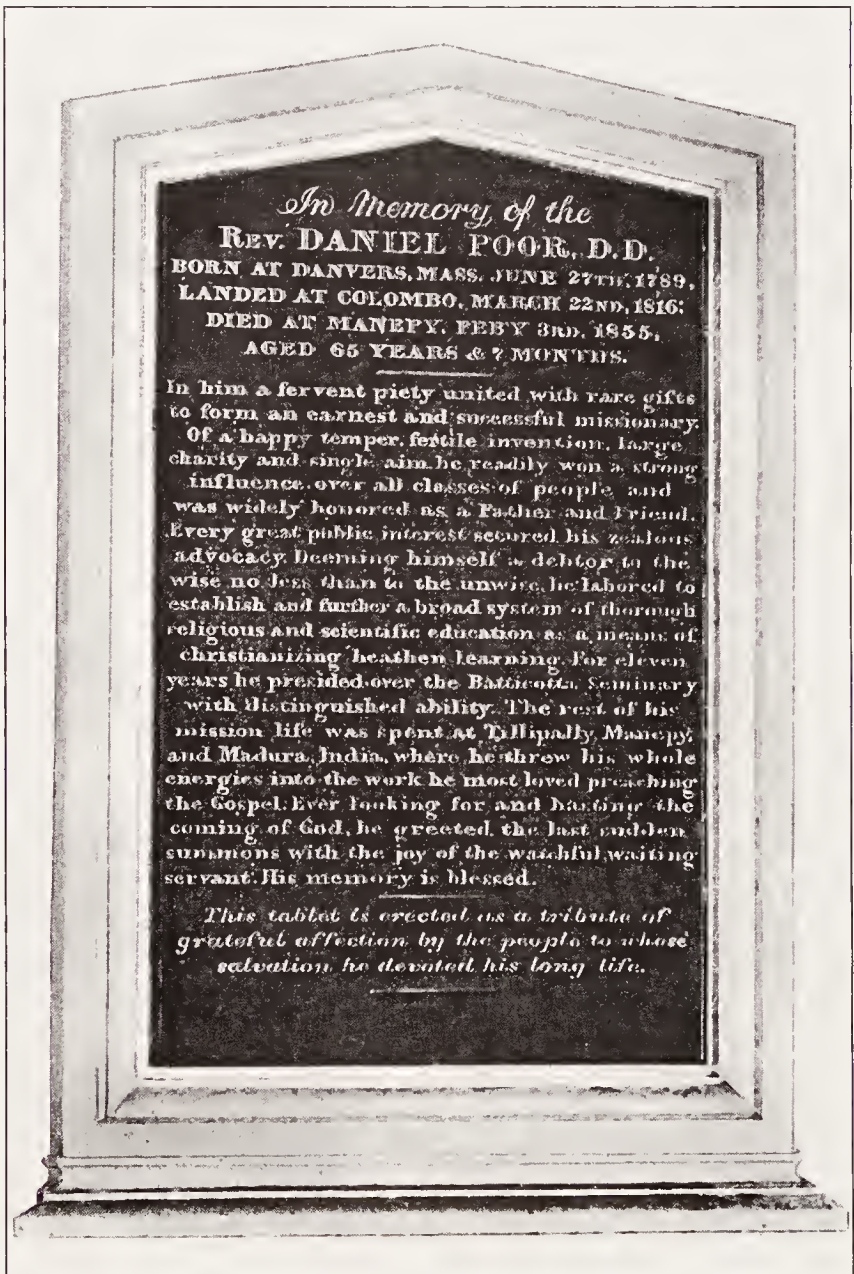 In Memory of the
REV. DANIEL POOR, D.D.
BORN AT DANVERS, MASS. JUNE 27TH, 1789,
LANDED AT COLOMBO, MARCH 22ND, 1816;
DIED AT MANEPY, FEBY 3RD, 1855,
AGED 65 YEARS & 7 MONTHS.
In him a fervent piety united with rare gifts
to form an earnest and successful missionary.
Of a happy temper, fertile invention, large
charity and single aim, he readily won a strong
influence over all classes of people and
was widely honored as a Father and Friend.
Every great public interest secured his zealous
advocacy. Deeming himself a debtor to the
wise no less than to the unwise, he labored to
establish and further a broad system of thorough
religious and scientific education as a means of
christianizing heathen learning. For eleven
years he presided over the Batticotta Seminary
with distinguished ability. The rest of his
mission life was spent at Tillipally, Manepy,
and Madura, India, where he threw his whole
energies into the work he most loved preaching
the Gospel. Ever looking for and hasting the
coming of God, he greeted the last sudden
summons with the joy of the watchful, waiting
servant. His memory is blessed.
This tablet is erected as a tribute of
grateful affection by the people to whose
salvation he devoted his long life.